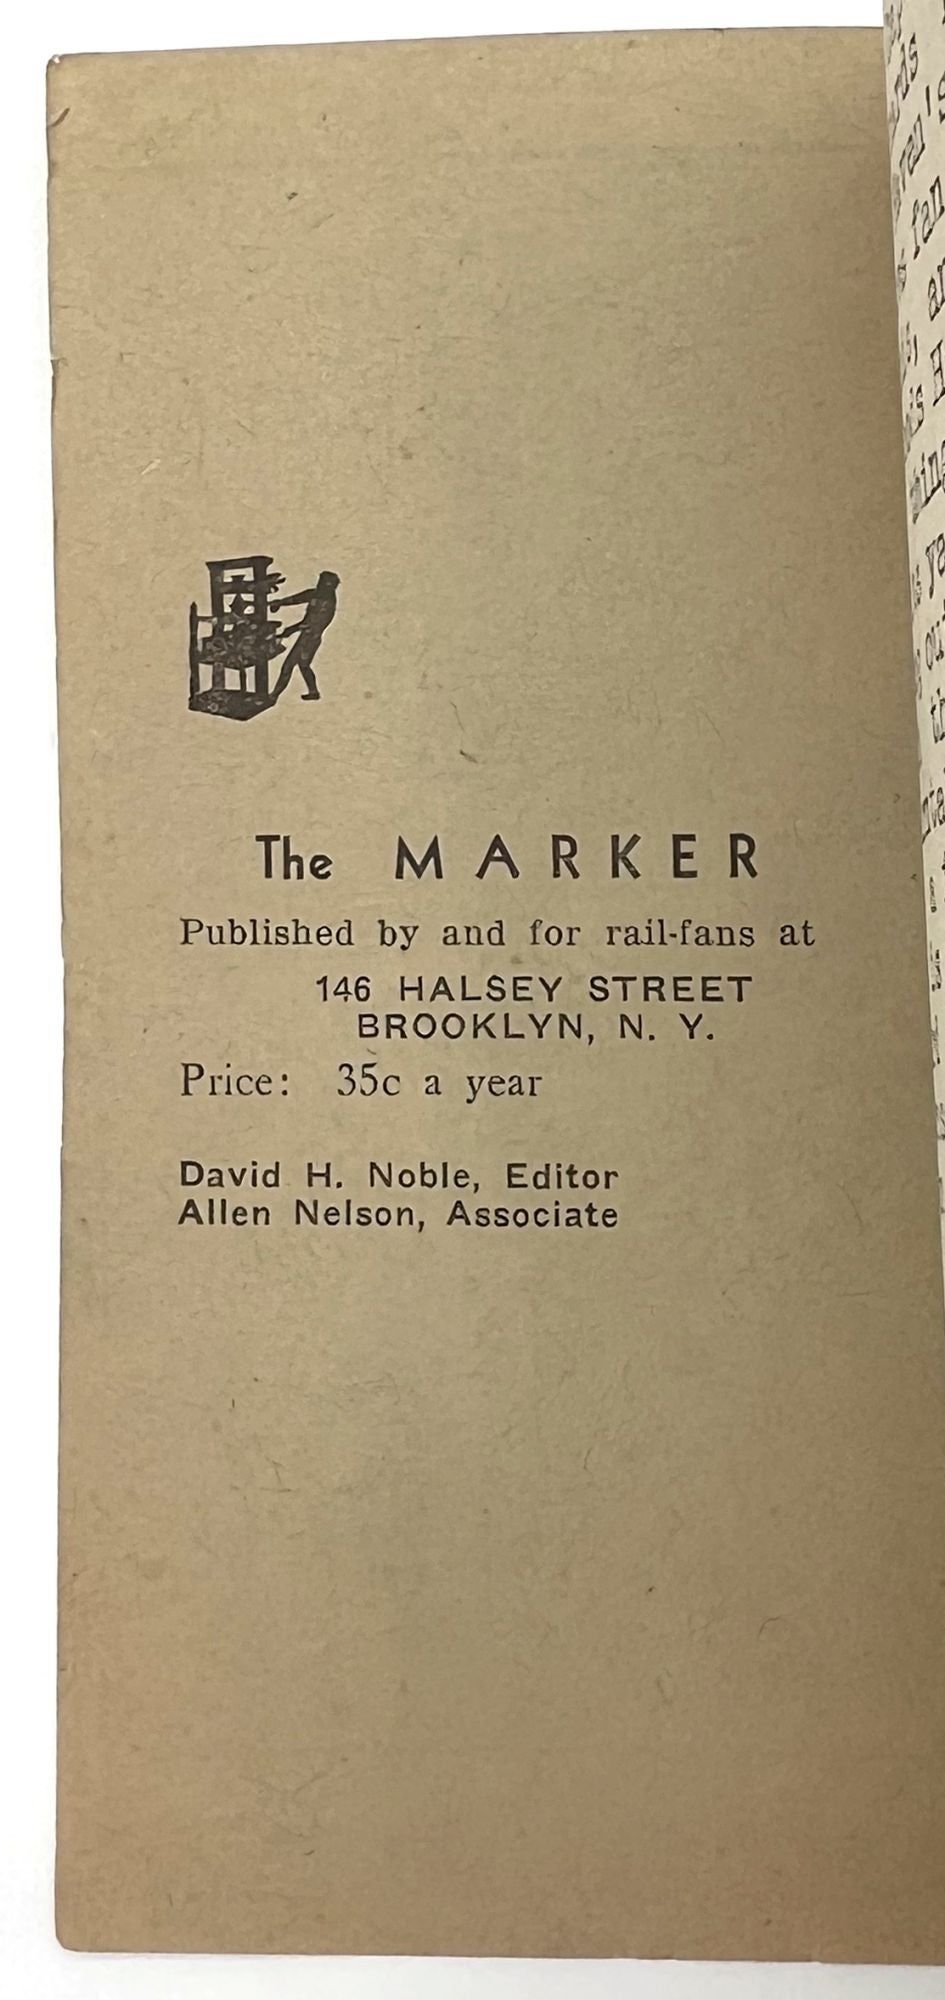 The MARKER
Published by and for rail-fans at
146 HALSEY STREET
BROOKLYN, N. Y.
Price: 35c a year
David H. Noble, Editor
Allen Nelson, Associate
fan